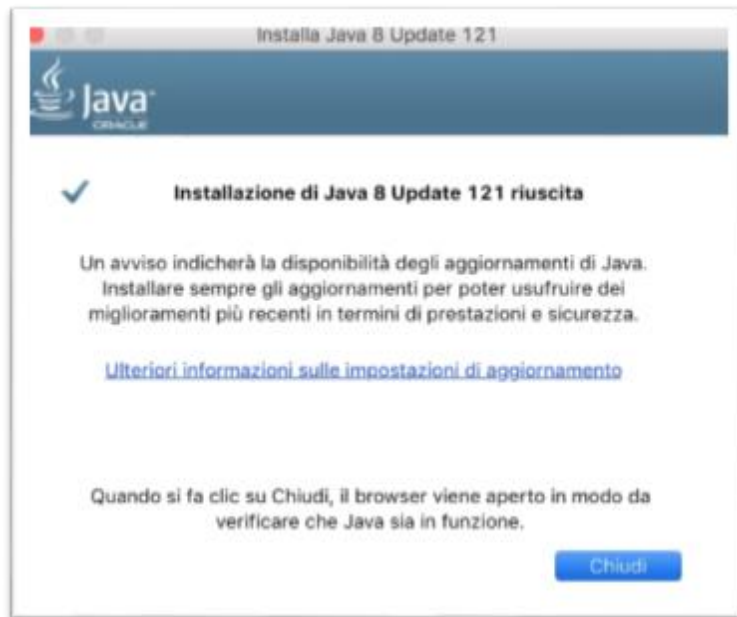 Installa Java 8 Update 121
Java
ORACLE
Installazione di Java 8 Update 121 riuscita
Un avviso indicherà la disponibilità degli aggiornamenti di Java.
Installare sempre gli aggiornamenti per poter usufruire dei
miglioramenti più recenti in termini di prestazioni e sicurezza.
Ulteriori informazioni sulle impostazioni di aggiornamento
Quando si fa clic su Chiudi, il browser viene aperto in modo da
verificare che Java sia in funzione.
Chiudi